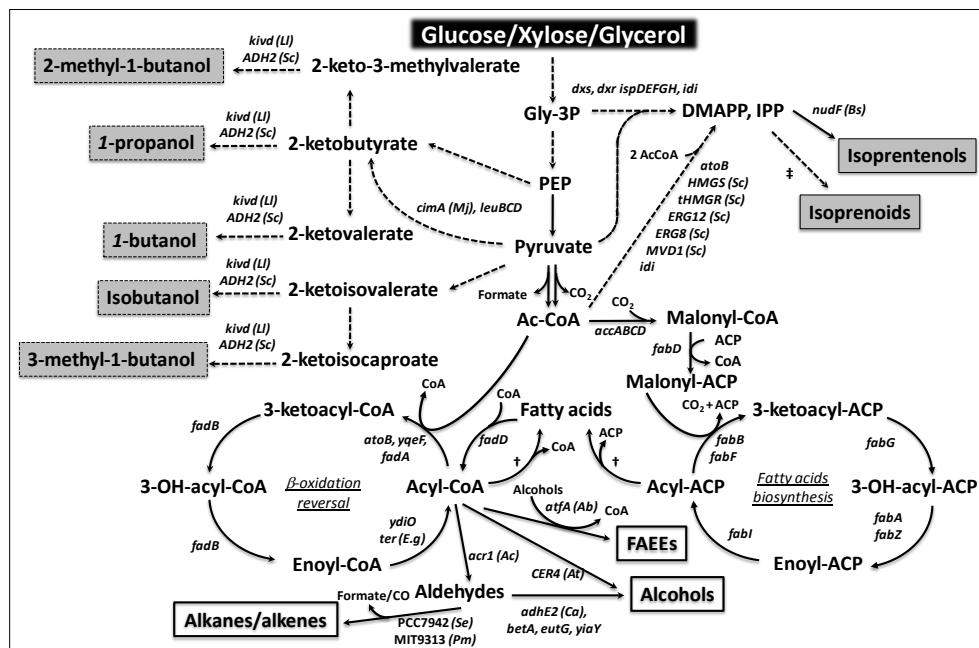 Glucose/Xylose/Glycerol
kivd (Ll)
ADH2 (Sc)
2-methyl-1-butanol
2-keto-3-methylvalerate
dxs, dxr ispDEFGH, idi
Gly-3P
DMAPP, IPP
nudF (Bs)
kivd (Ll)
ADH2 (Sc)
1-propanol
2-ketobutyrate
2 AcCoA
Isoprentenols
atoB
HMGS (Sc)
tHMGR (Sc)
ERG12 (Sc)
ERG8 (Sc)
MVD1 (Sc)
idi
‡
Isoprenoids
PEP
cimA (Mj), leuBCD
kivd (Ll)
ADH2 (Sc)
1-butanol
2-ketovalerate
Pyruvate
kivd (Ll)
ADH2 (Sc)
Isobutanol
2-ketoisovalerate
Formate
CO2
Ac-CoA
CO2
accABCD
Malonyl-CoA
kivd (Ll)
ADH2 (Sc)
3-methyl-1-butanol
2-ketoisocaproate
fabD
ACP
CoA
Malonyl-ACP
CoA
CoA
3-ketoacyl-CoA
Fatty acids
CO2 + ACP
3-ketoacyl-ACP
fadB
atoB, yqeF,
fadA
fadD
†
CoA
ACP
†
fabB
fabF
fabG
3-OH-acyl-CoA
β-oxidation
reversal
Acyl-CoA
Alcohols
atfA (Ab)
CoA
Acyl-ACP
Fatty acids
biosynthesis
3-OH-acyl-ACP
fadB
ydiO
ter (E.g)
FAEEs
fabI
fabA
fabZ
Enoyl-CoA
acr1 (Ac)
CER4 (At)
Enoyl-ACP
Formate/CO
Aldehydes
Alcohols
Alkanes/alkenes
PCC7942 (Se)
MIT9313 (Pm)
adhE2 (Ca),
betA, eutG, yiaY